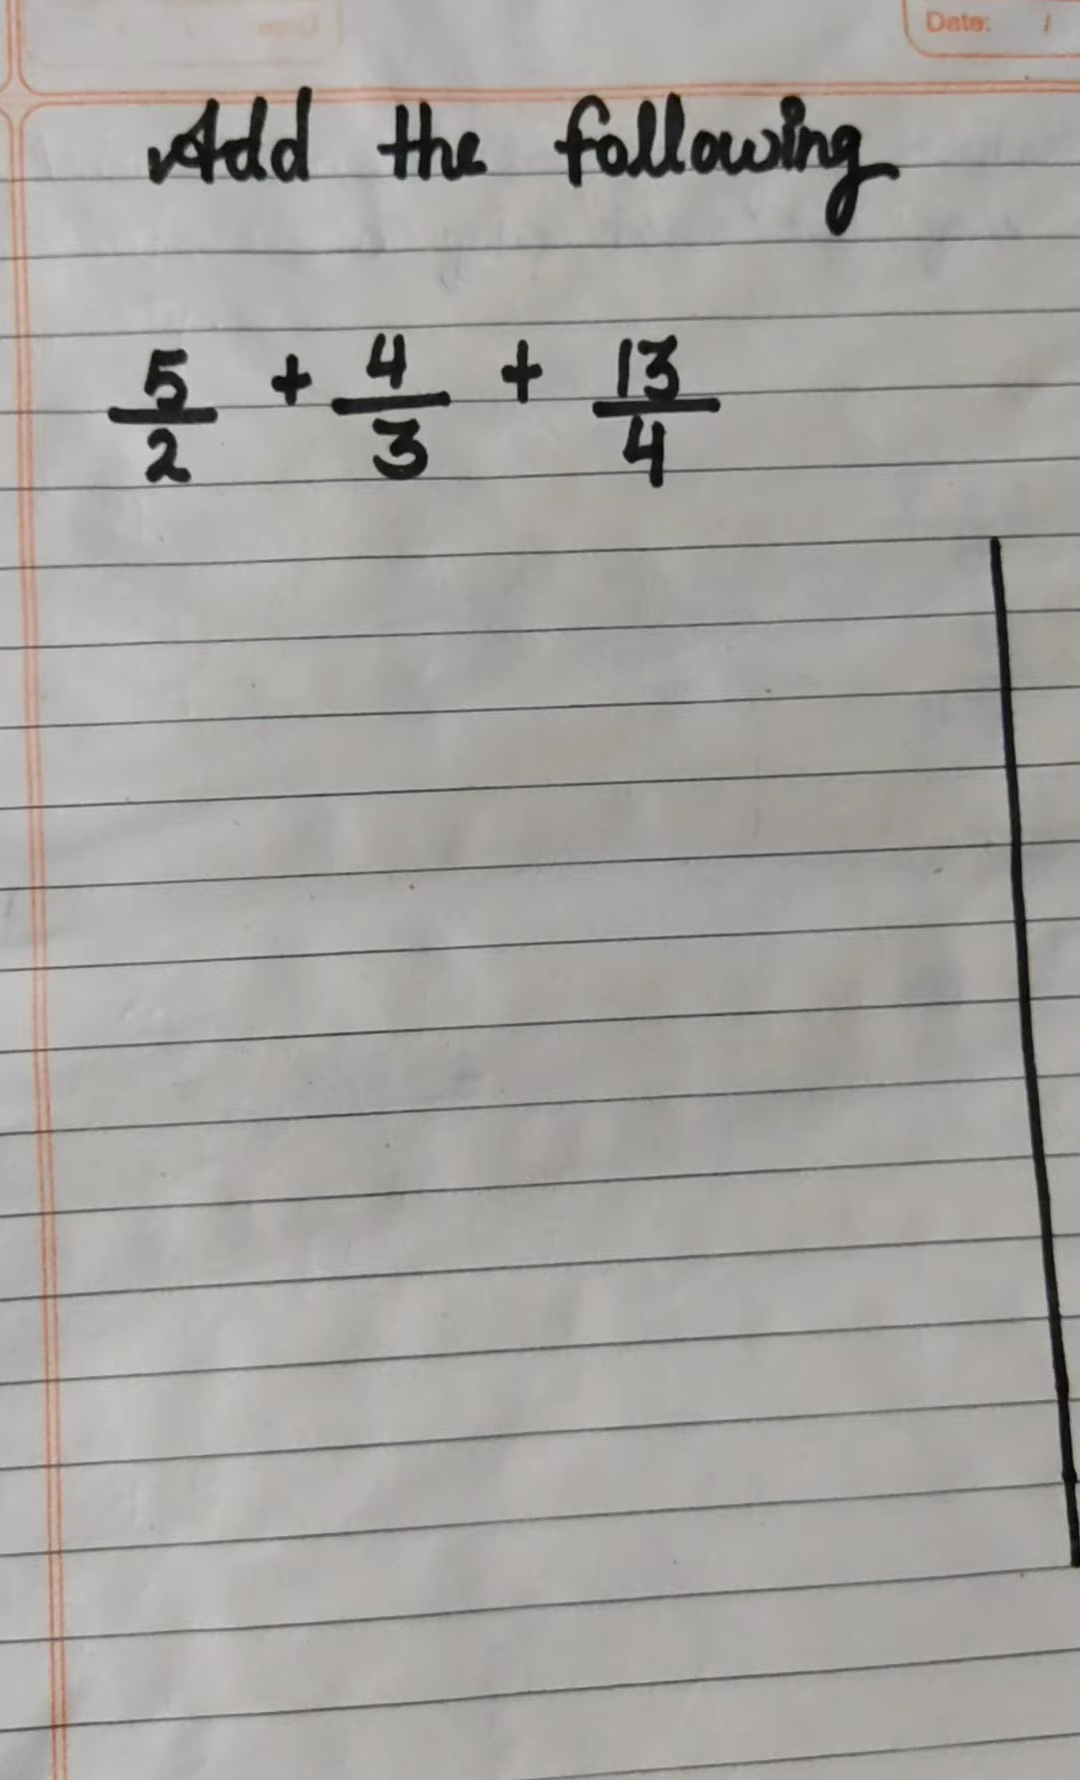 Date: /
Add the following
5/2 + 4/3 + 13/4